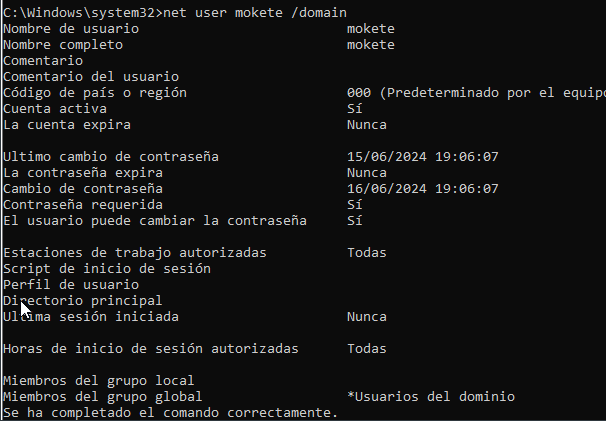 C:\Windows\system32>net user mokete /domain
Nombre de usuario mokete
Nombre completo mokete
Comentario
Comentario del usuario
Código de país o región 000 (Predeterminado por el equipo
Cuenta activa Sí
La cuenta expira Nunca
Ultimo cambio de contraseña 15/06/2024 19:06:07
La contraseña expira Nunca
Cambio de contraseña 16/06/2024 19:06:07
Contraseña requerida Sí
El usuario puede cambiar la contraseña Sí
Estaciones de trabajo autorizadas Todas
Script de inicio de sesión
Perfil de usuario
Directorio principal
Ultima sesión iniciada Nunca
Horas de inicio de sesión autorizadas Todas
Miembros del grupo local
Miembros del grupo global *Usuarios del dominio
Se ha completado el comando correctamente.